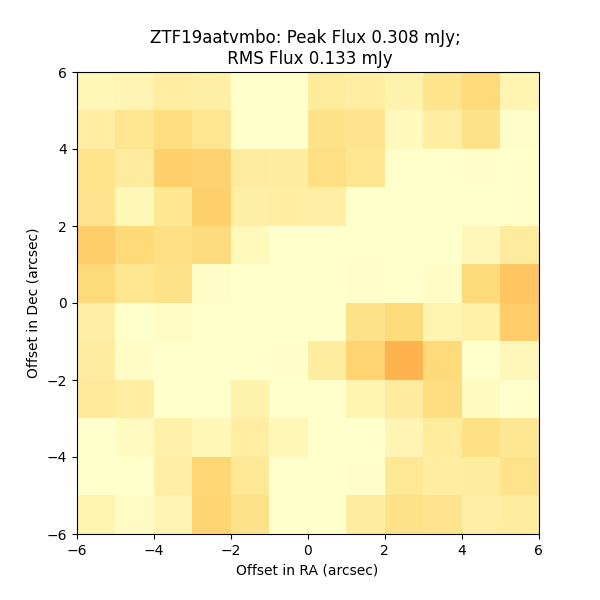 ZTF19aatvmbo: Peak Flux 0.308 mJy;
RMS Flux 0.133 mJy
6
4
2
0
−2
−4
−6
Offset in Dec (arcsec)
−6 −4 −2 0 2 4 6
Offset in RA (arcsec)